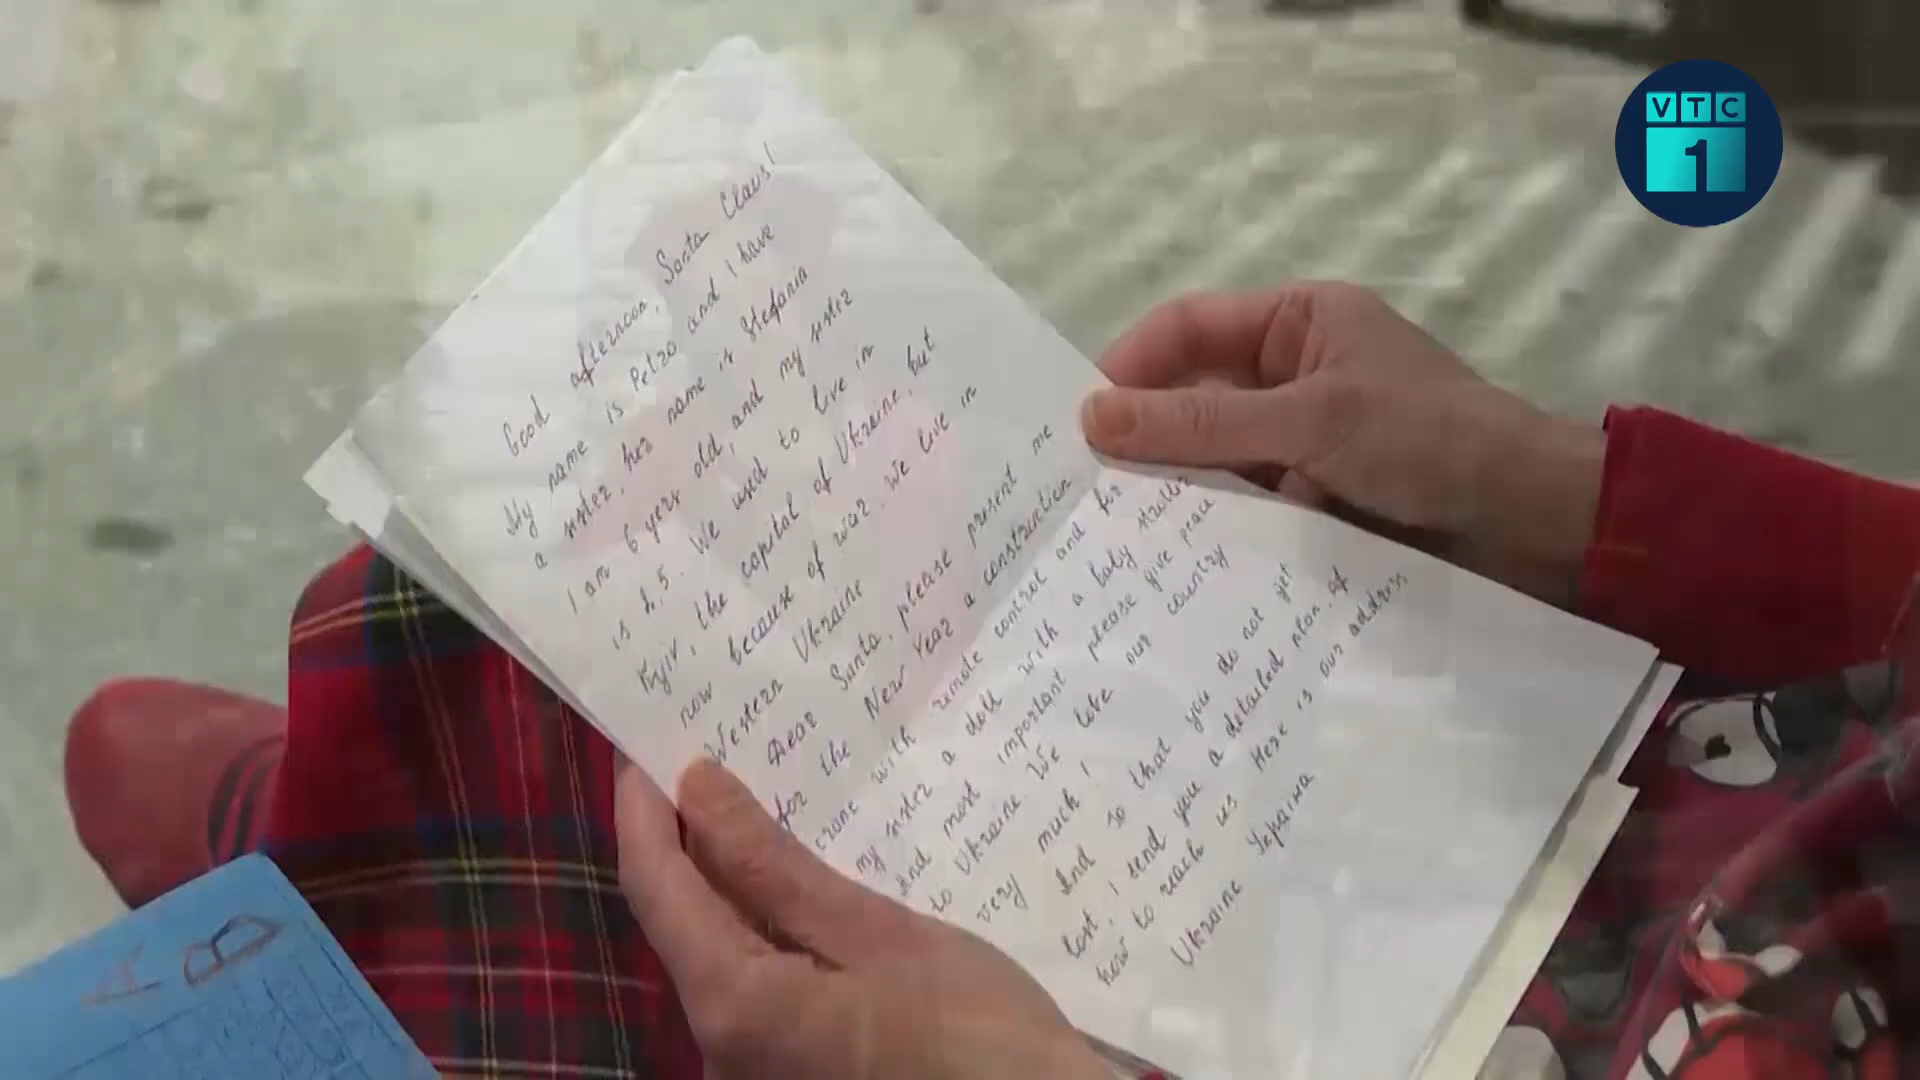 VTC
1
Good afternoon, Santa Claus!
My name is Petro and I have
a sister, her name is Stefania
I am 6 yers old, and my sister
is 4,5. We used to live in
Kyiv, the capital of Ukraine, but
now because of war. We live in
Western Ukraine
Dear Santa, please present me
for the New Year a construction
crane with remote control and for
my sister a doll with a baby stroller
And most important please give peace
to Ukraine. We love our country
very much!
And so that you do not get
lost, I send you a detailed plan of
how to reach us Here is our address
Ukraine Україна
A B